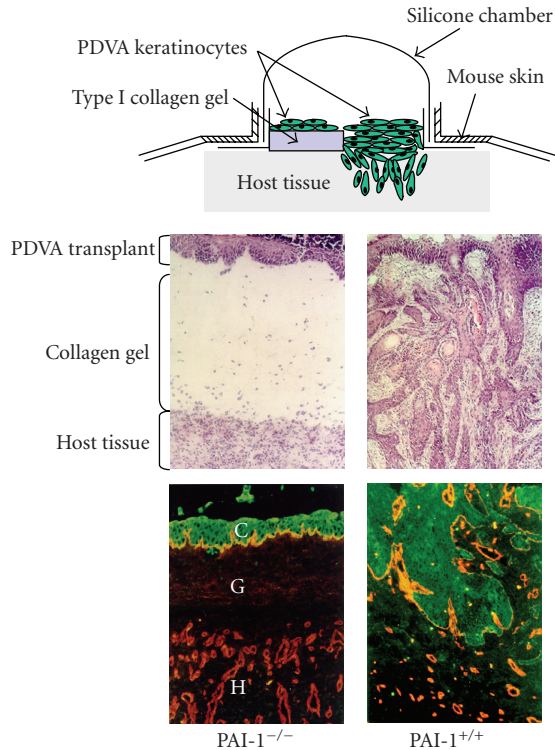 Silicone chamber
PDVA keratinocytes
Mouse skin
Type I collagen gel
Host tissue
PDVA transplant
Collagen gel
Host tissue
C
G
H
PAI-1−/−
PAI-1+/+